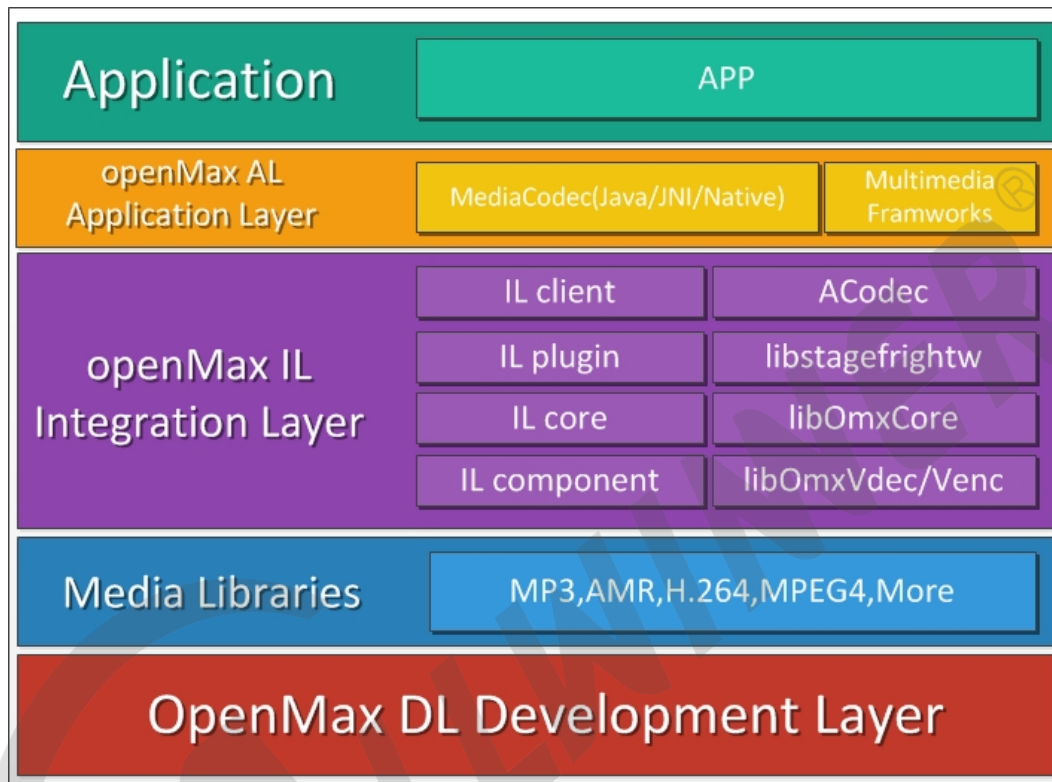 Application
APP
openMax AL
Application Layer
MediaCodec(Java/JNI/Native)
Multimedia
Framworks
®
openMax IL
Integration Layer
IL client
ACodec
IL plugin
libstagefrightw
IL core
libOmxCore
IL component
libOmxVdec/Venc
Media Libraries
MP3,AMR,H.264,MPEG4,More
OpenMax DL Development Layer
LWINNER